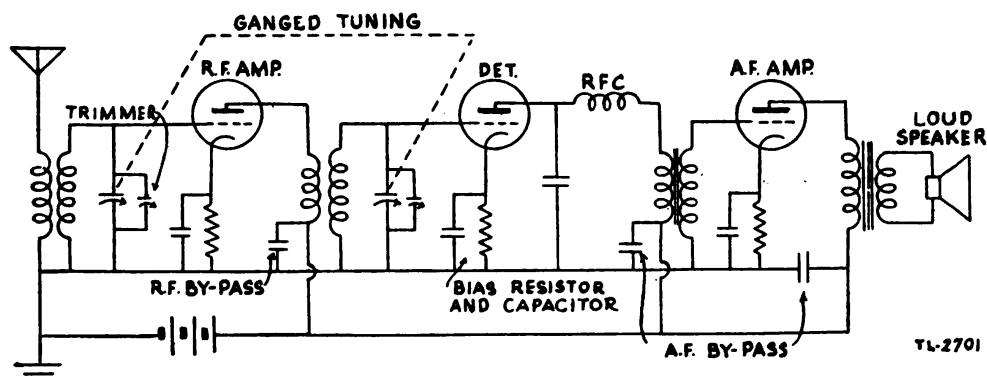 GANGED TUNING
R.F. AMP.
DET.
RFC
A.F. AMP.
TRIMMER
LOUD
SPEAKER
R.F. BY-PASS
BIAS RESISTOR
AND CAPACITOR
A.F. BY-PASS
TL-2701